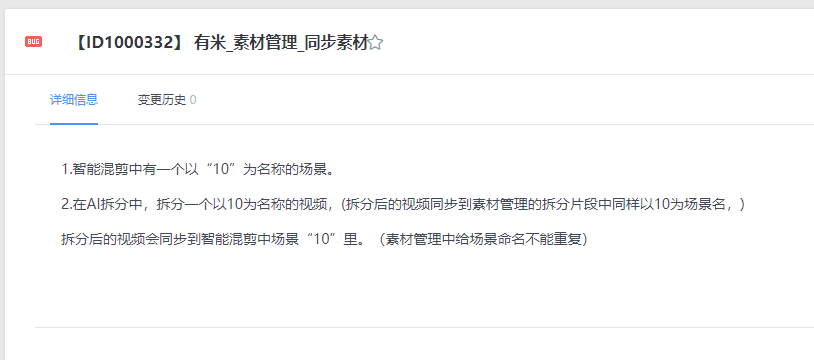 BUG
【ID1000332】 有米_素材管理_同步素材
详细信息 变更历史 0
1.智能混剪中有一个以“10”为名称的场景。
2.在AI拆分中，拆分一个以10为名称的视频，(拆分后的视频同步到素材管理的拆分片段中同样以10为场景名，)
拆分后的视频会同步到智能混剪中场景“10”里。（素材管理中给场景命名不能重复）